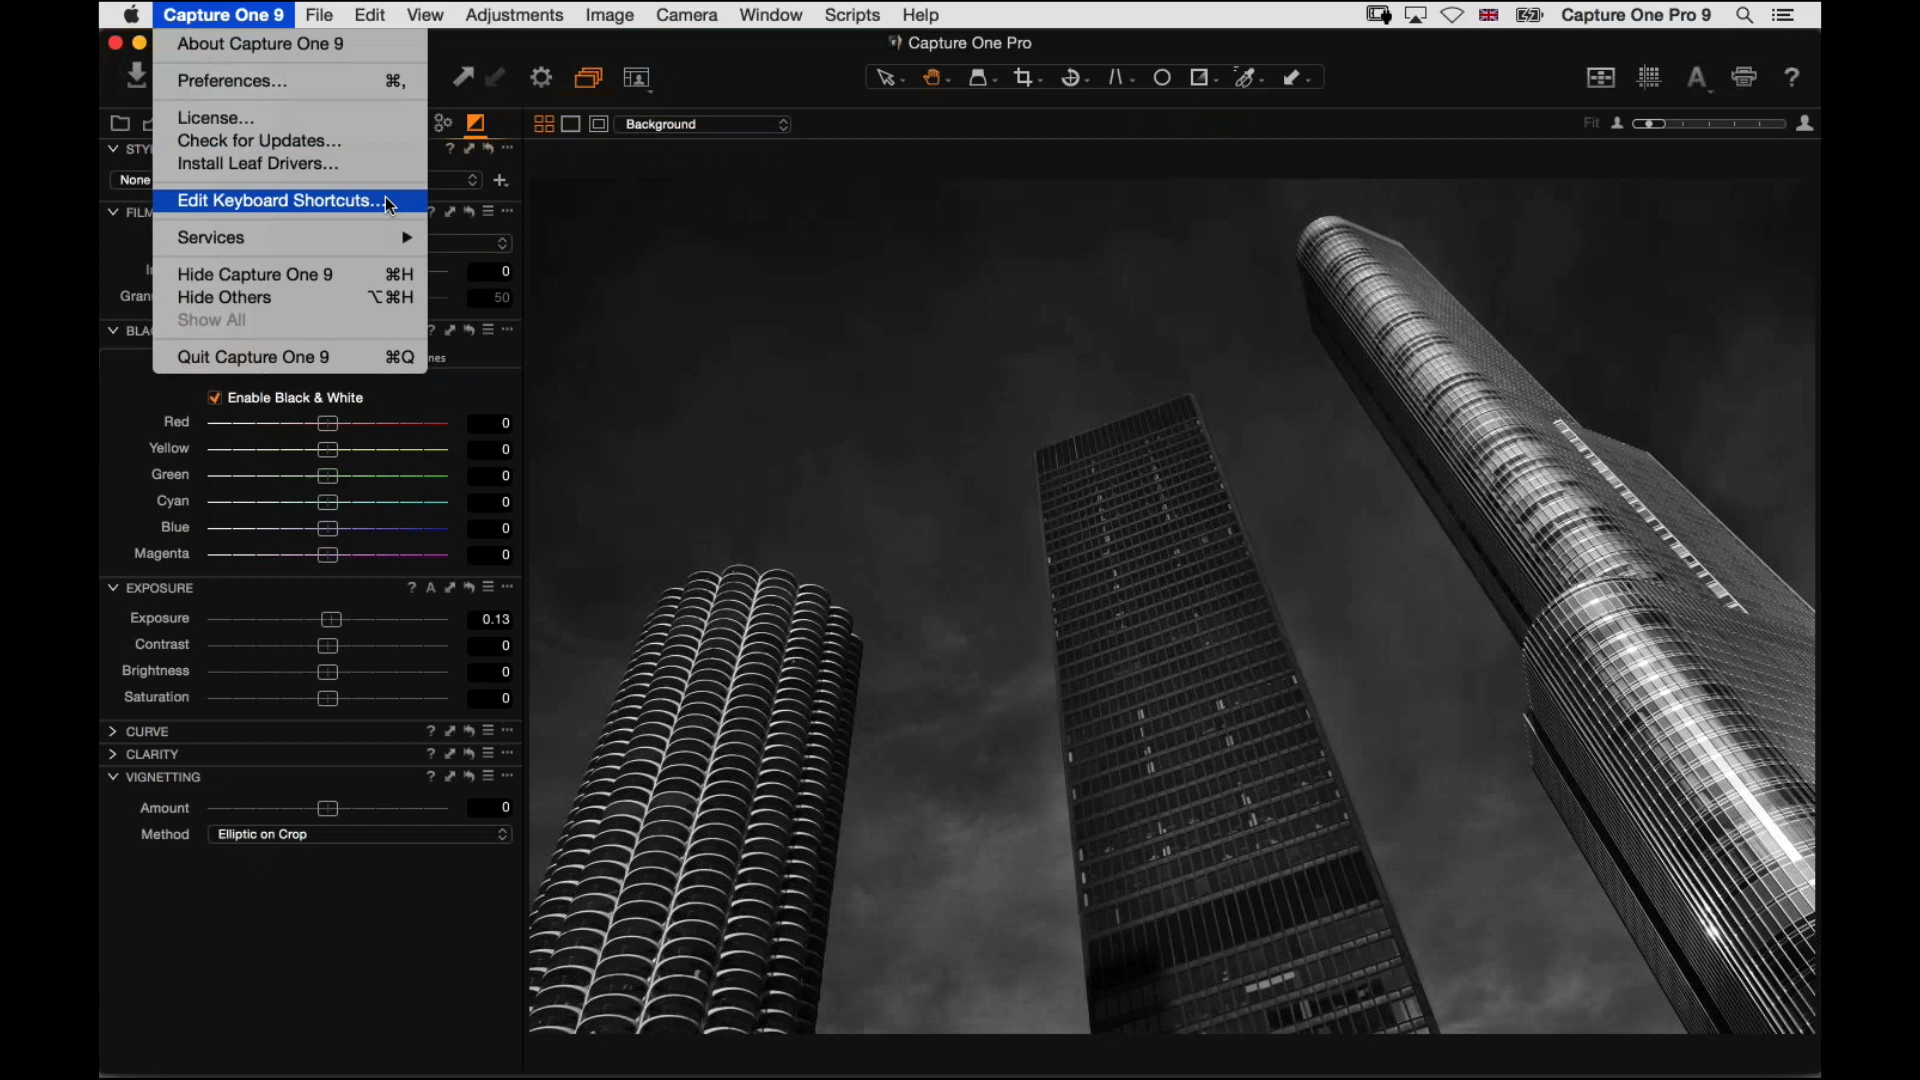 Capture One 9 File Edit View Adjustments Image Camera Window Scripts Help Capture One Pro 9
Capture One Pro
About Capture One 9
Preferences... ⌘,
License...
Check for Updates...
Install Leaf Drivers...
Edit Keyboard Shortcuts...
Services
Hide Capture One 9 ⌘H
Hide Others ⌥⌘H
Show All
Quit Capture One 9 ⌘Q
Background Fit
None
0
50
Enable Black & White
Red 0
Yellow 0
Green 0
Cyan 0
Blue 0
Magenta 0
EXPOSURE ? A
Exposure 0.13
Contrast 0
Brightness 0
Saturation 0
CURVE ?
CLARITY ?
VIGNETTING ?
Amount 0
Method Elliptic on Crop